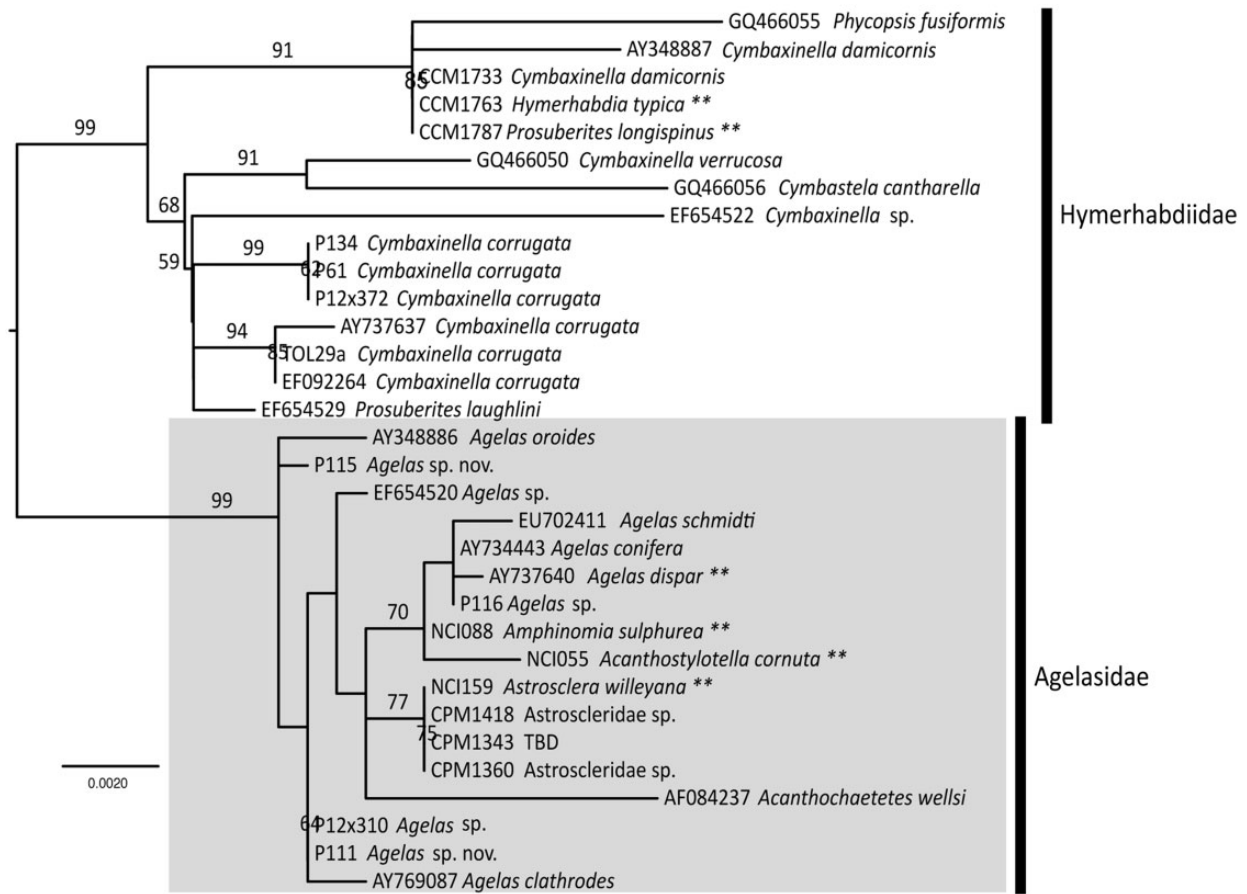 GQ466055 Phycopsis fusiformis
91
AY348887 Cymbaxinella damicornis
85
CCM1733 Cymbaxinella damicornis
CCM1763 Hymerhabdia typica **
99
CCM1787 Prosuberites longispinus **
91
GQ466050 Cymbaxinella verrucosa
GQ466056 Cymbastela cantharella
68
EF654522 Cymbaxinella sp.
Hymerhabdiidae
P134 Cymbaxinella corrugata
99
59
62
P61 Cymbaxinella corrugata
P12x372 Cymbaxinella corrugata
AY737637 Cymbaxinella corrugata
94
85
TOL29a Cymbaxinella corrugata
EF092264 Cymbaxinella corrugata
EF654529 Prosuberites laughlini
AY348886 Agelas oroides
P115 Agelas sp. nov.
99
EF654520 Agelas sp.
EU702411 Agelas schmidti
AY734443 Agelas conifera
AY737640 Agelas dispar **
P116 Agelas sp.
70
NCI088 Amphinomia sulphurea **
NCI055 Acanthostylotella cornuta **
Agelasidae
NCI159 Astrosclera willeyana **
77
CPM1418 Astroscleridae sp.
75
CPM1343 TBD
CPM1360 Astroscleridae sp.
0.0020
AF084237 Acanthochaetetes wellsi
64
P12x310 Agelas sp.
P111 Agelas sp. nov.
AY769087 Agelas clathrodes